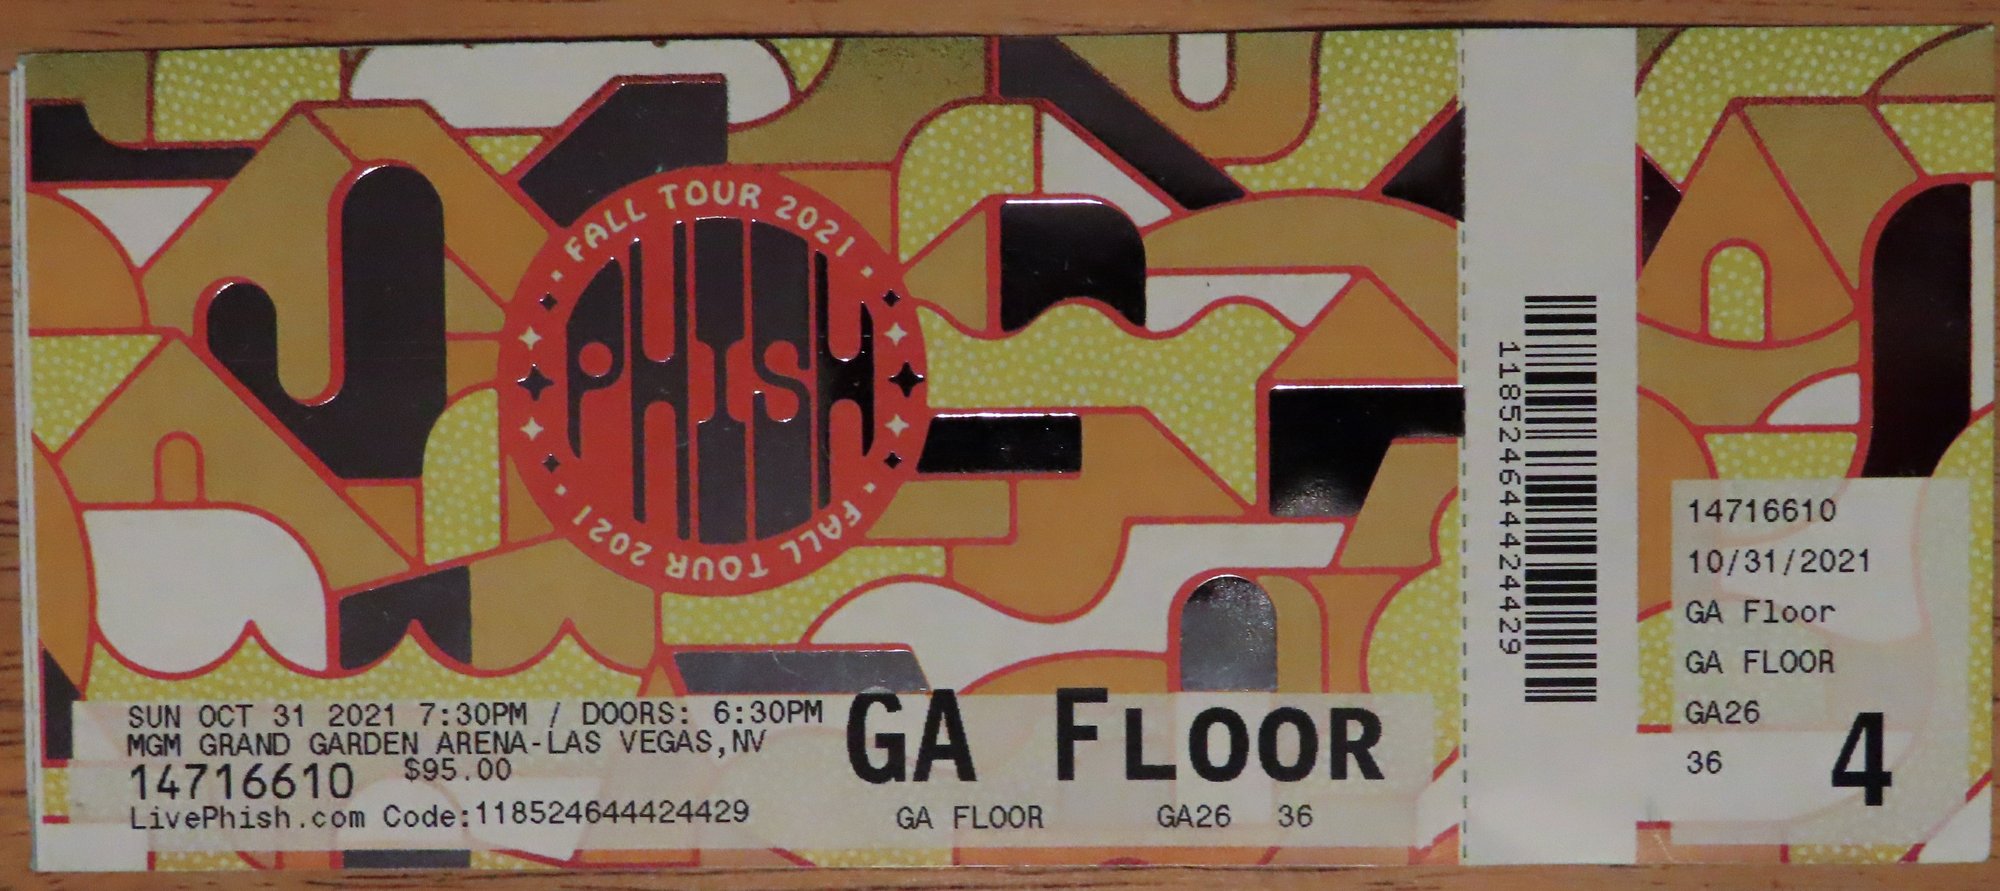 FALL TOUR 2021
PHISH
FALL TOUR 2021
SUN OCT 31 2021 7:30PM / DOORS: 6:30PM
MGM GRAND GARDEN ARENA-LAS VEGAS,NV
14716610 $95.00
LivePhish.com Code:118524644424429
GA FLOOR
GA FLOOR GA26 36
118524644424429
14716610
10/31/2021
GA Floor
GA FLOOR
GA26
36
4